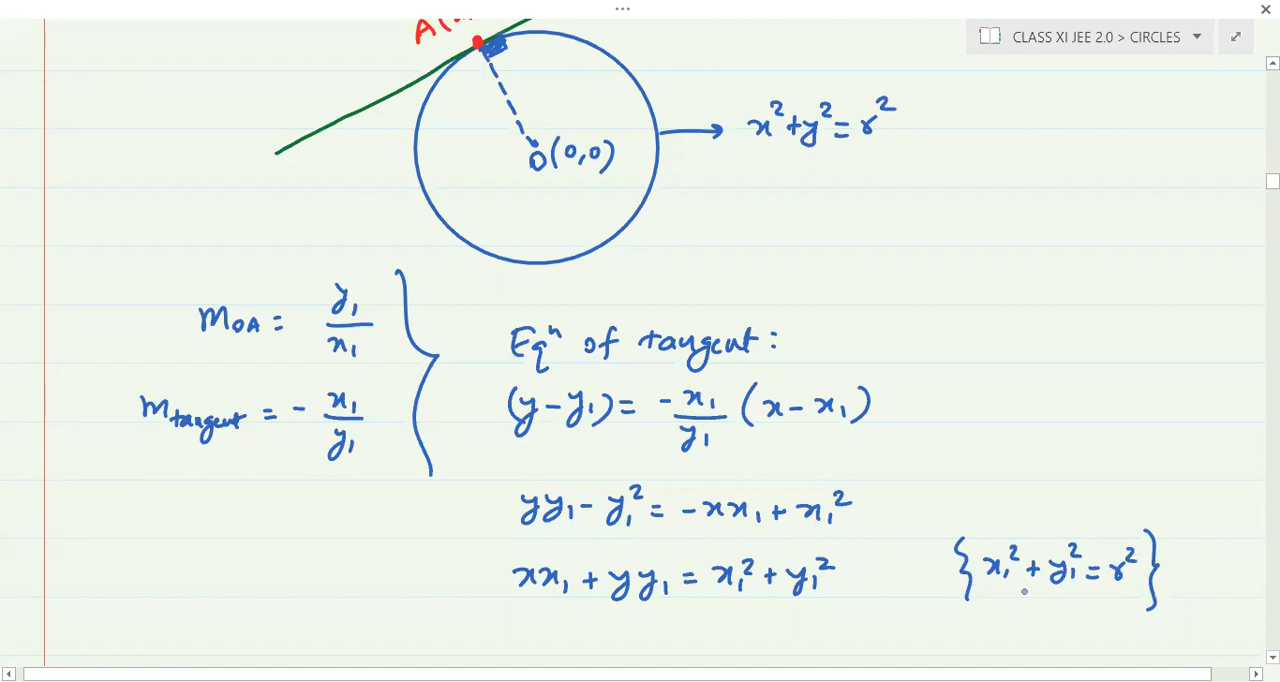 CLASS XI JEE 2.0 > CIRCLES
A(
x²+y²=r²
O(0,0)
m_OA = y₁/x₁
Eqⁿ of tangent:
m_tangent = - x₁/y₁
(y-y₁) = -x₁/y₁ (x-x₁)
yy₁ - y₁² = -xx₁ + x₁²
xx₁ + yy₁ = x₁² + y₁²
{x₁² + y₁² = r²}